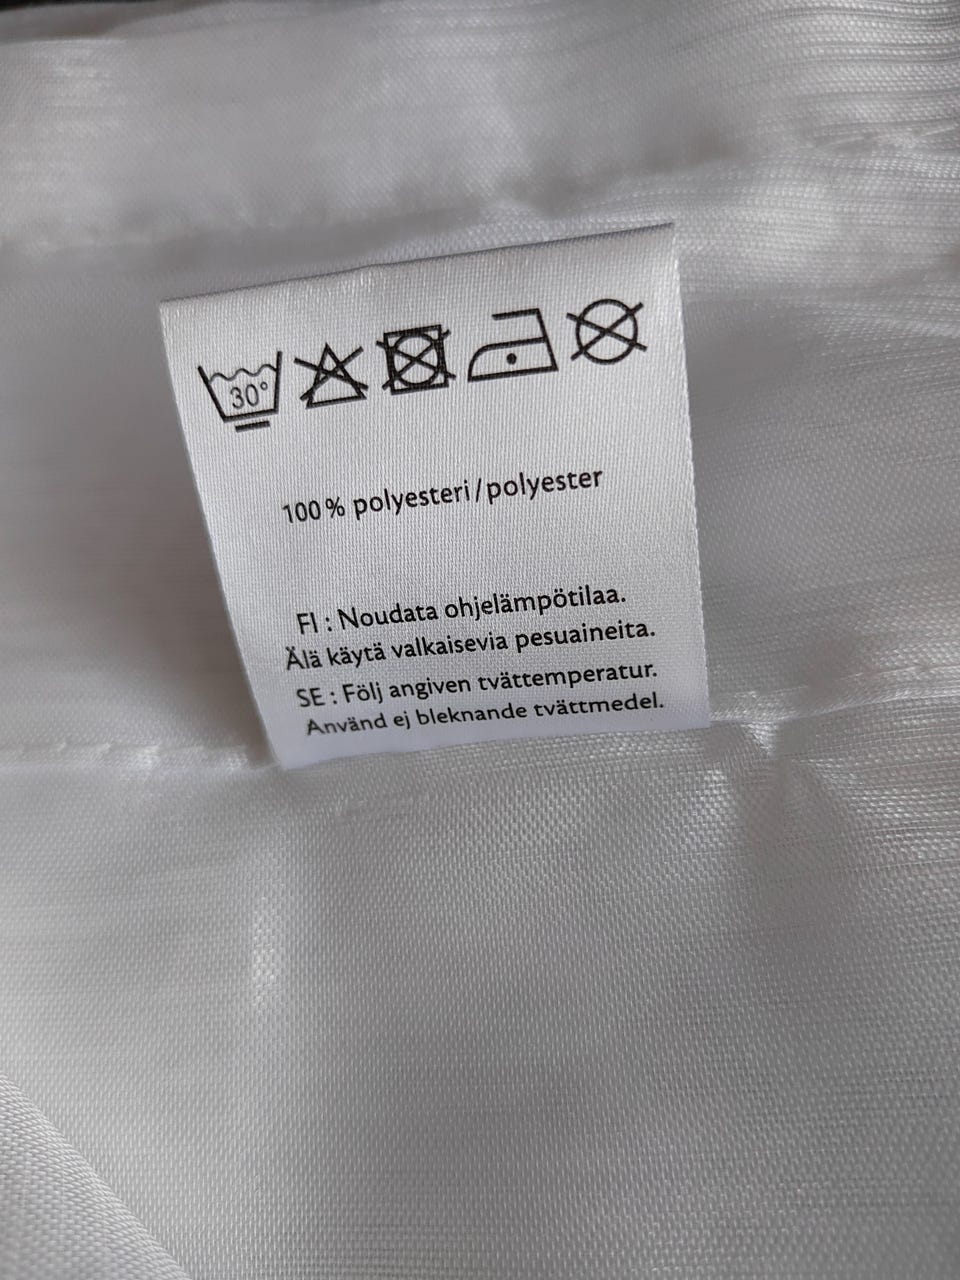 30°
100 % polyesteri / polyester
FI : Noudata ohjelämpötilaa.
Älä käytä valkaisevia pesuaineita.
SE : Följ angiven tvättemperatur.
Använd ej bleknande tvättmedel.